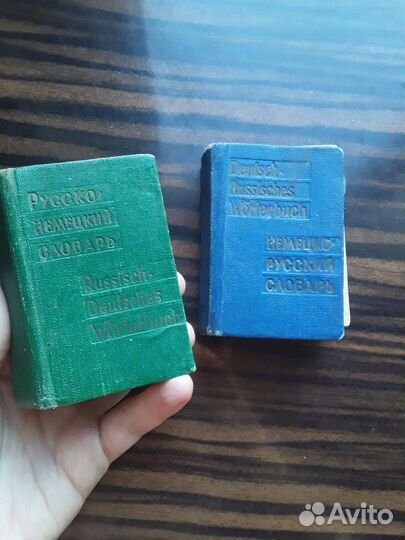 Русско-
немецкий
словарь
Russisch-
Deutsches
Wörterbuch
Deutsch-
Russisches
Wörterbuch
Немецко-
русский
словарь
Avito